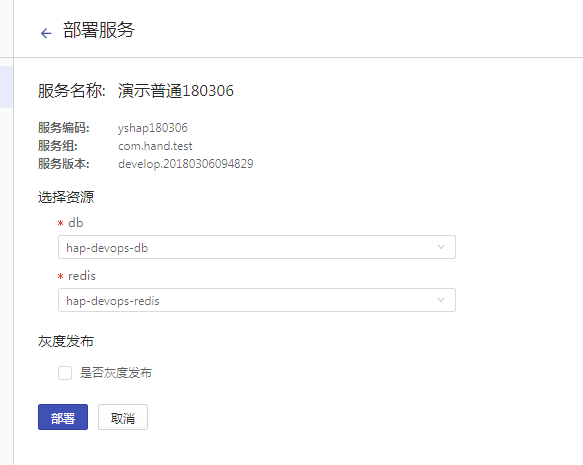 部署服务
服务名称: 演示普通180306
服务编码: yshap180306
服务组: com.hand.test
服务版本: develop.20180306094829
选择资源
* db
hap-devops-db
* redis
hap-devops-redis
灰度发布
是否灰度发布
部署 取消